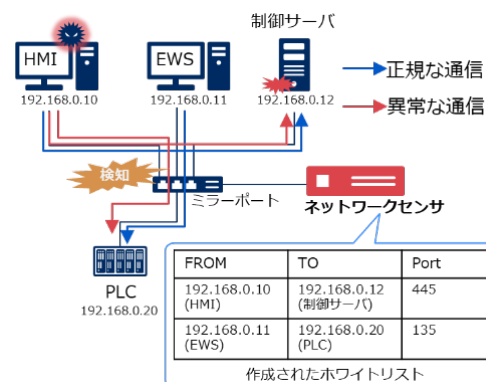 制御サーバ
HMI
EWS
192.168.0.10
192.168.0.11
192.168.0.12
正規な通信
異常な通信
検知
ミラーポート
ネットワークセンサ
PLC
192.168.0.20
FROM TO Port
192.168.0.10 192.168.0.12 445
(HMI) (制御サーバ)
192.168.0.11 192.168.0.20 135
(EWS) (PLC)
作成されたホワイトリスト